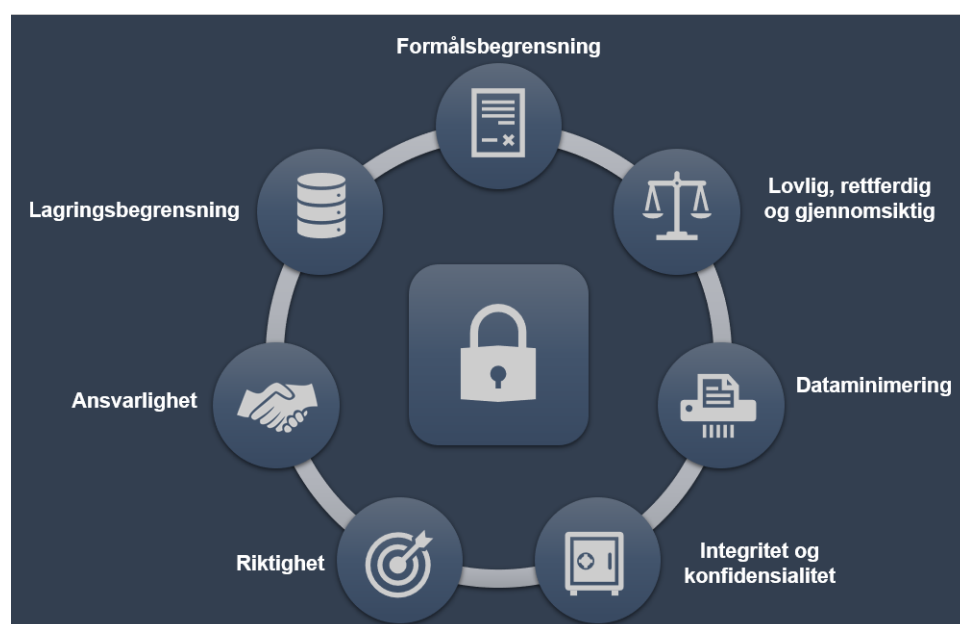 Formålsbegrensning
Lovlig, rettferdig
og gjennomsiktig
Lagringsbegrensning
Dataminimering
Ansvarlighet
Integritet og
konfidensialitet
Riktighet